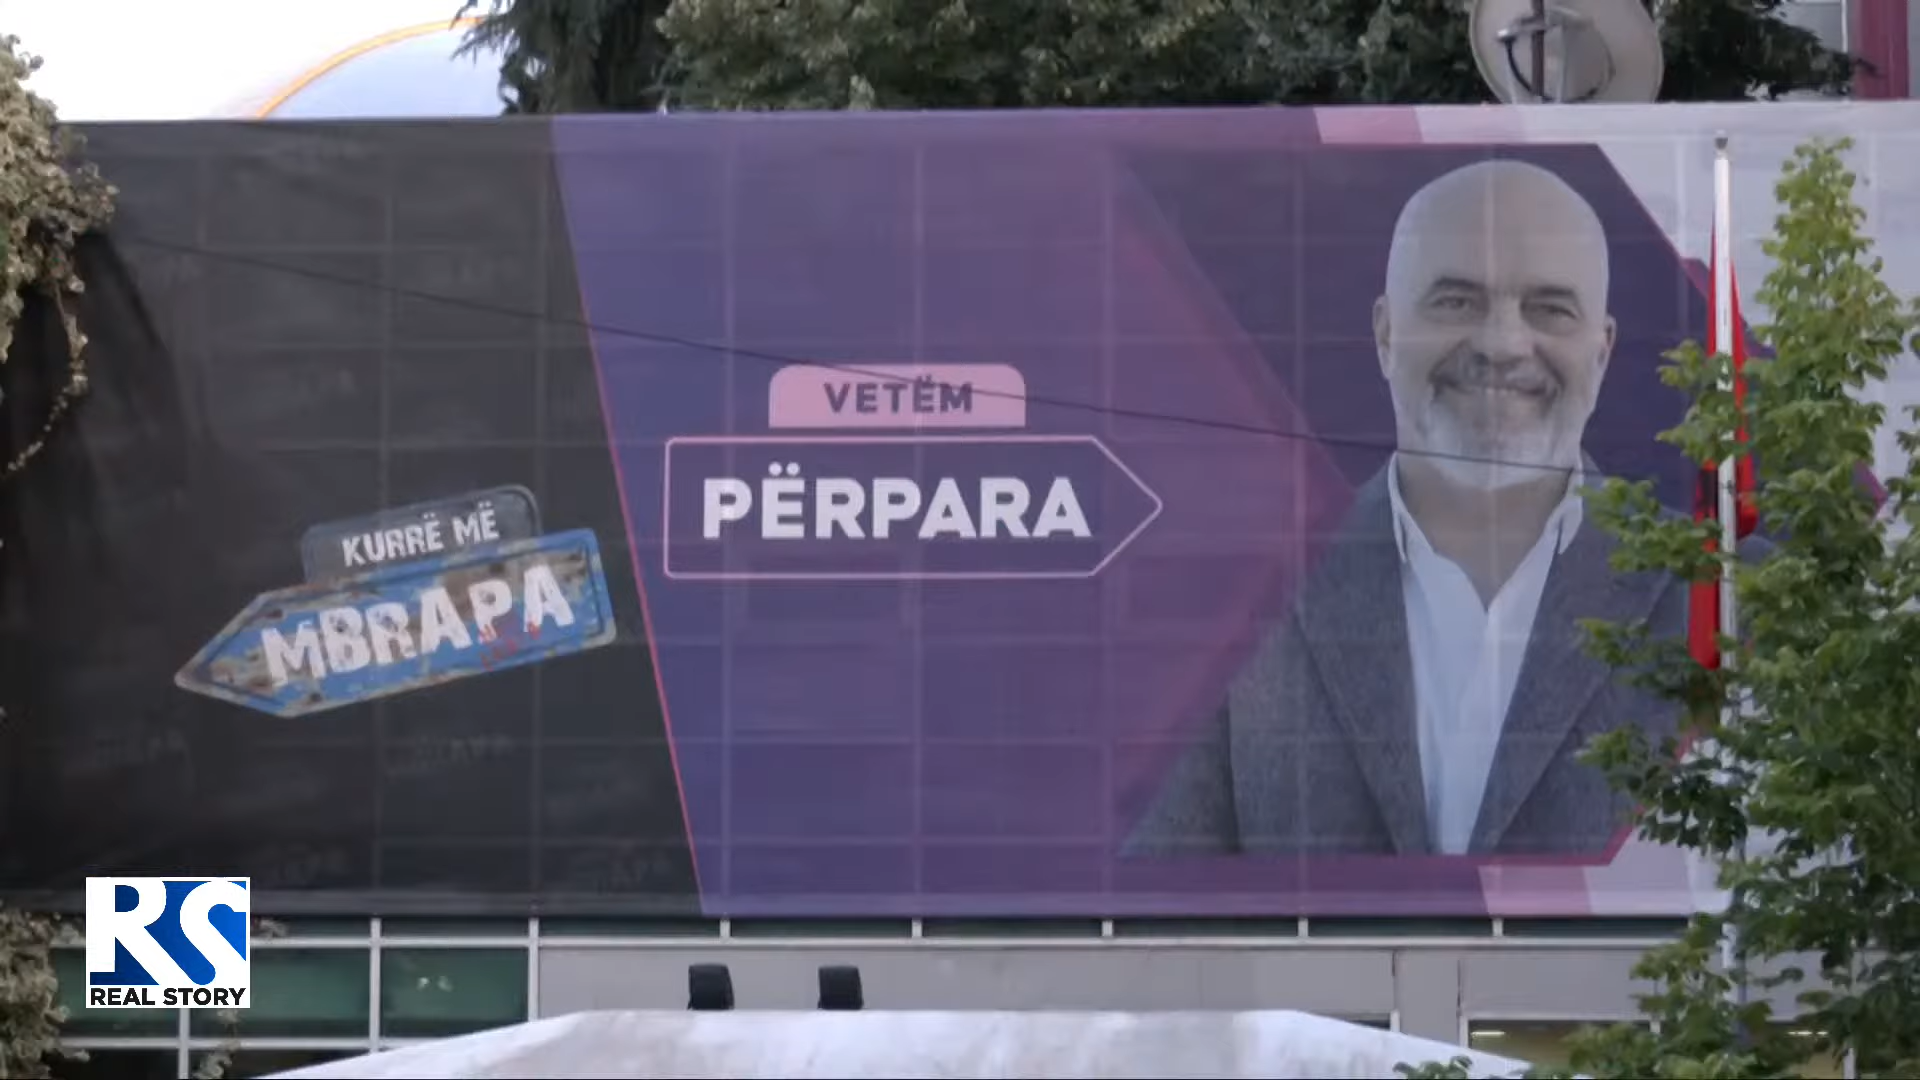 KURRË MË
MBRAPA
VETËM
PËRPARA
RS
REAL STORY